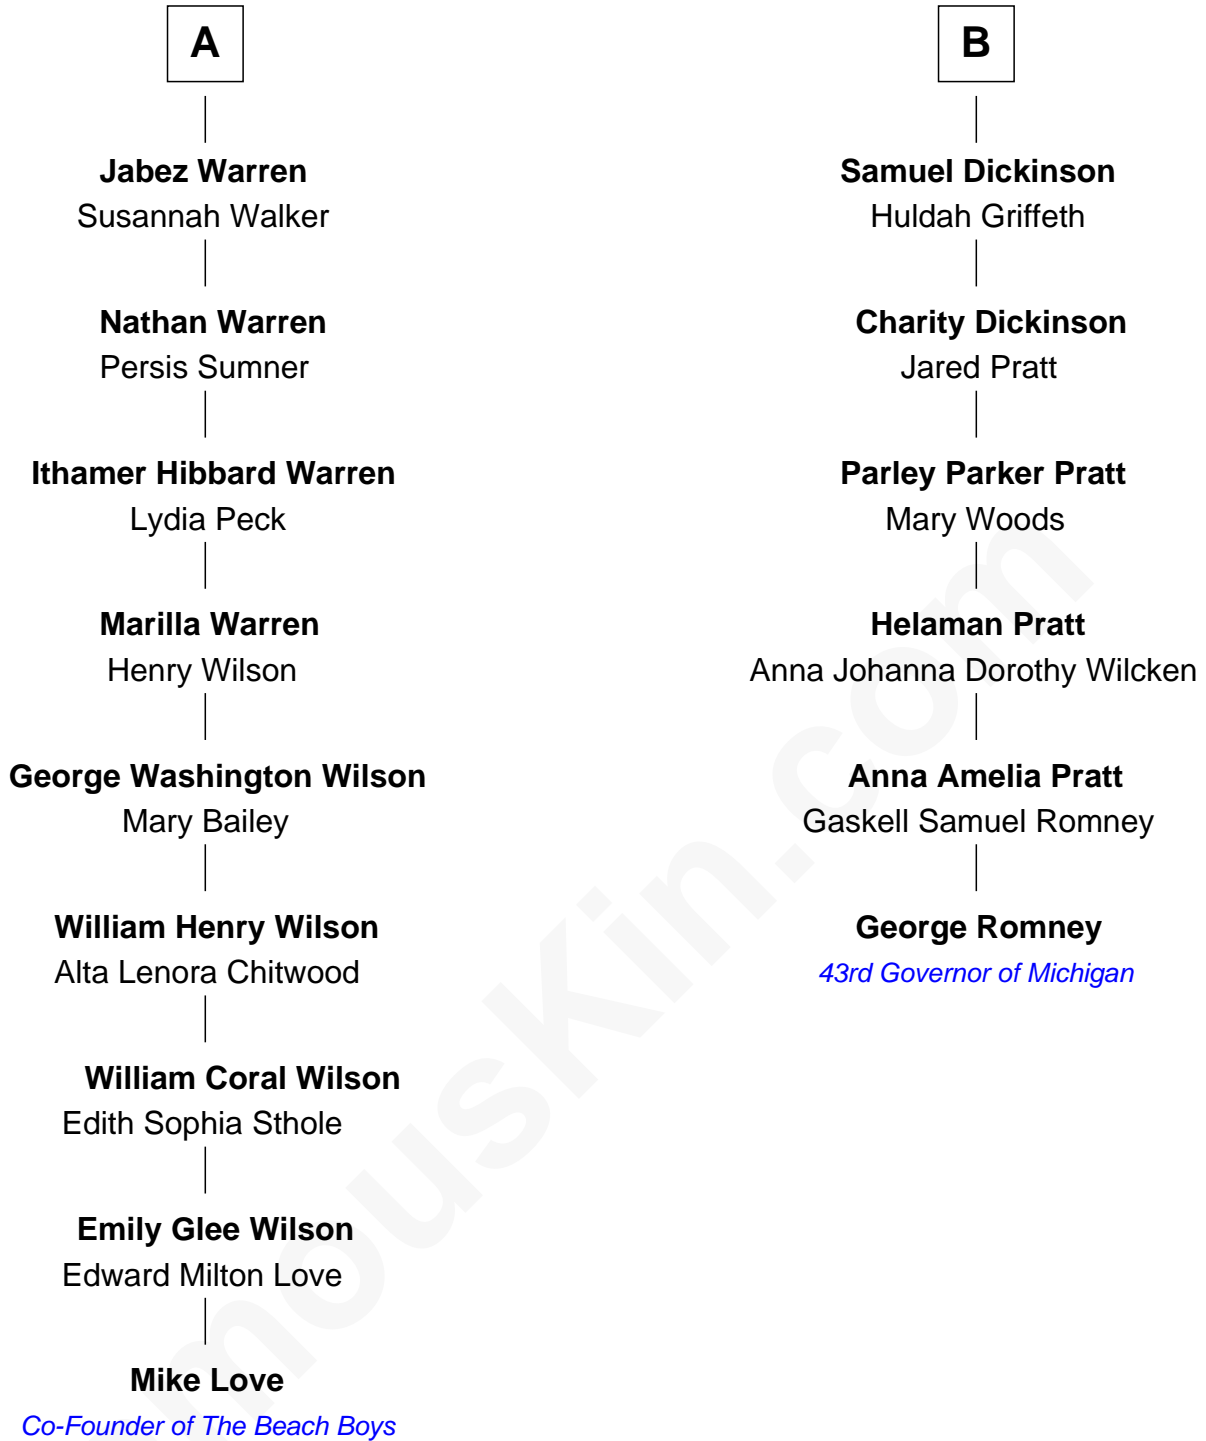 A
Jabez Warren
Susannah Walker
Nathan Warren
Persis Sumner
Ithamer Hibbard Warren
Lydia Peck
Marilla Warren
Henry Wilson
George Washington Wilson
Mary Bailey
William Henry Wilson
Alta Lenora Chitwood
William Coral Wilson
Edith Sophia Sthole
Emily Glee Wilson
Edward Milton Love
Mike Love
Co-Founder of The Beach Boys
B
Samuel Dickinson
Huldah Griffeth
Charity Dickinson
Jared Pratt
Parley Parker Pratt
Mary Woods
Helaman Pratt
Anna Johanna Dorothy Wilcken
Anna Amelia Pratt
Gaskell Samuel Romney
George Romney
43rd Governor of Michigan
mousKin.com